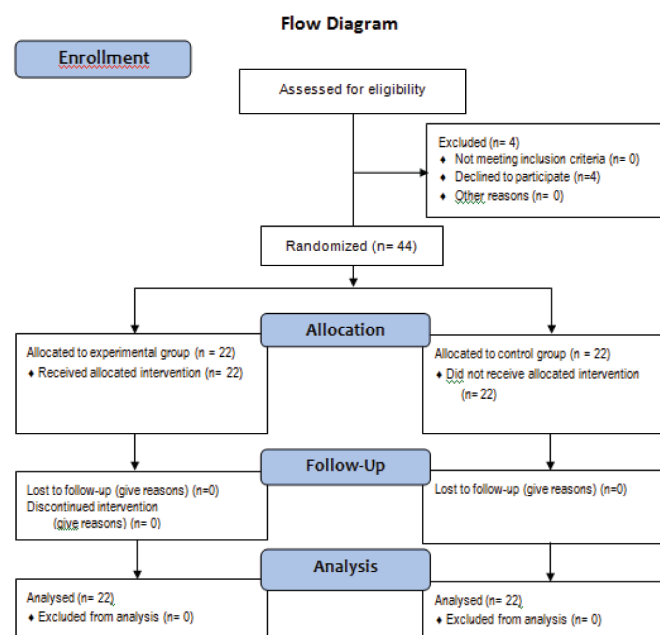 Flow Diagram
Enrollment
Assessed for eligibility
Excluded (n= 4)
♦ Not meeting inclusion criteria (n= 0)
♦ Declined to participate (n=4)
♦ Other reasons (n= 0)
Randomized (n= 44)
Allocation
Allocated to experimental group (n = 22)
♦ Received allocated intervention (n= 22)
Allocated to control group (n = 22)
♦ Did not receive allocated intervention
(n= 22)
Follow-Up
Lost to follow-up (give reasons) (n=0)
Discontinued intervention
(give reasons) (n= 0)
Lost to follow-up (give reasons) (n=0)
Analysis
Analysed (n= 22)
♦ Excluded from analysis (n= 0)
Analysed (n= 22)
♦ Excluded from analysis (n= 0)